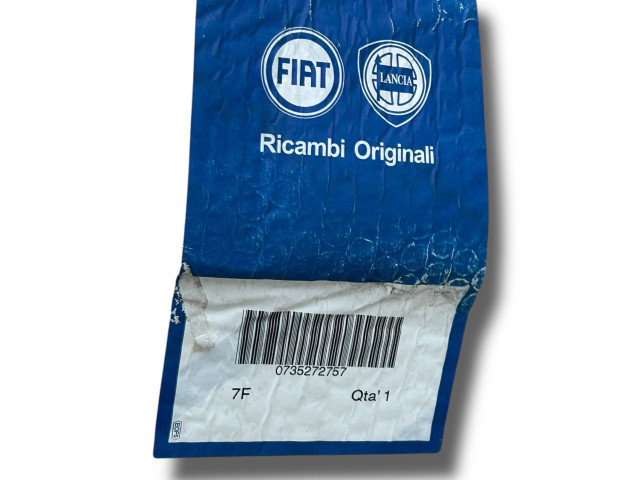 FIAT LANCIA
Ricambi Originali
0735272757
7F Qta' 1